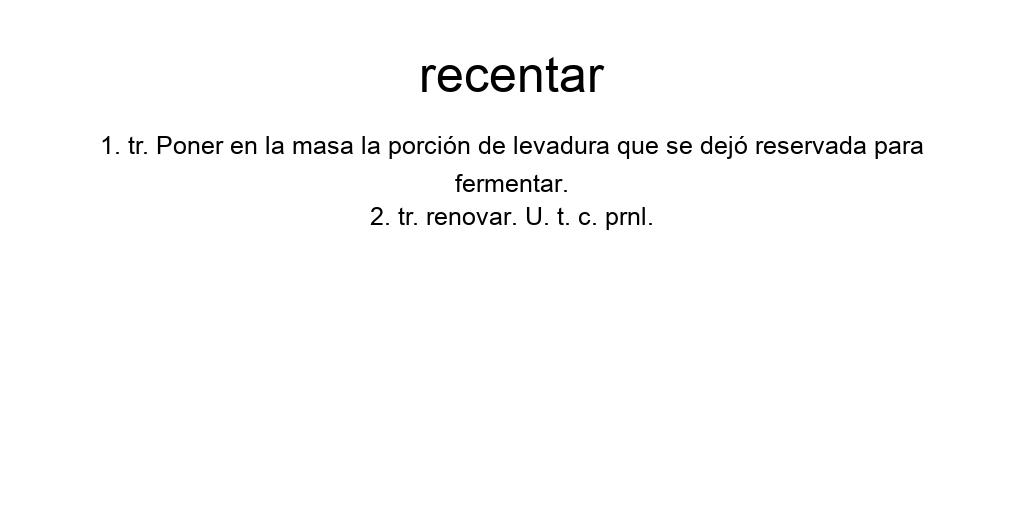 recentar
1. tr. Poner en la masa la porción de levadura que se dejó reservada para
fermentar.
2. tr. renovar. U. t. c. prnl.